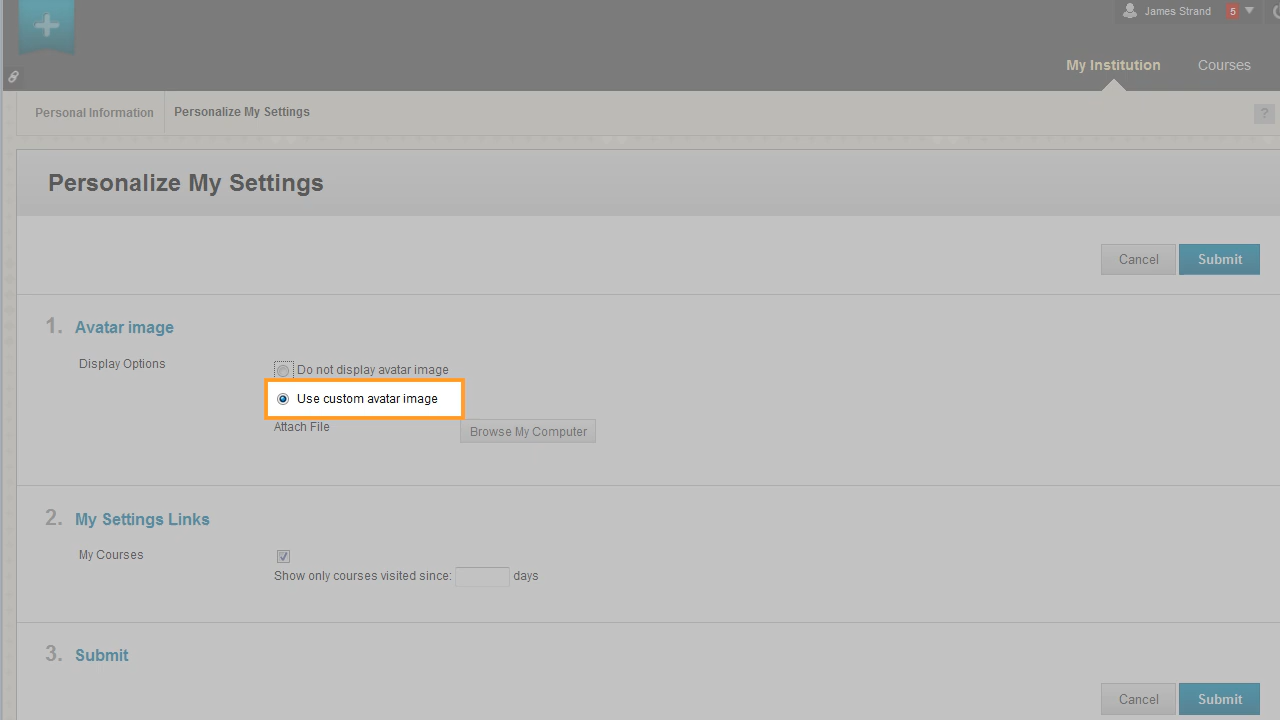 James Strand 5
My Institution Courses
Personal Information Personalize My Settings ?
Personalize My Settings
Cancel Submit
1. Avatar image
Display Options
Do not display avatar image
Use custom avatar image
Attach File Browse My Computer
2. My Settings Links
My Courses
Show only courses visited since: days
3. Submit
Cancel Submit